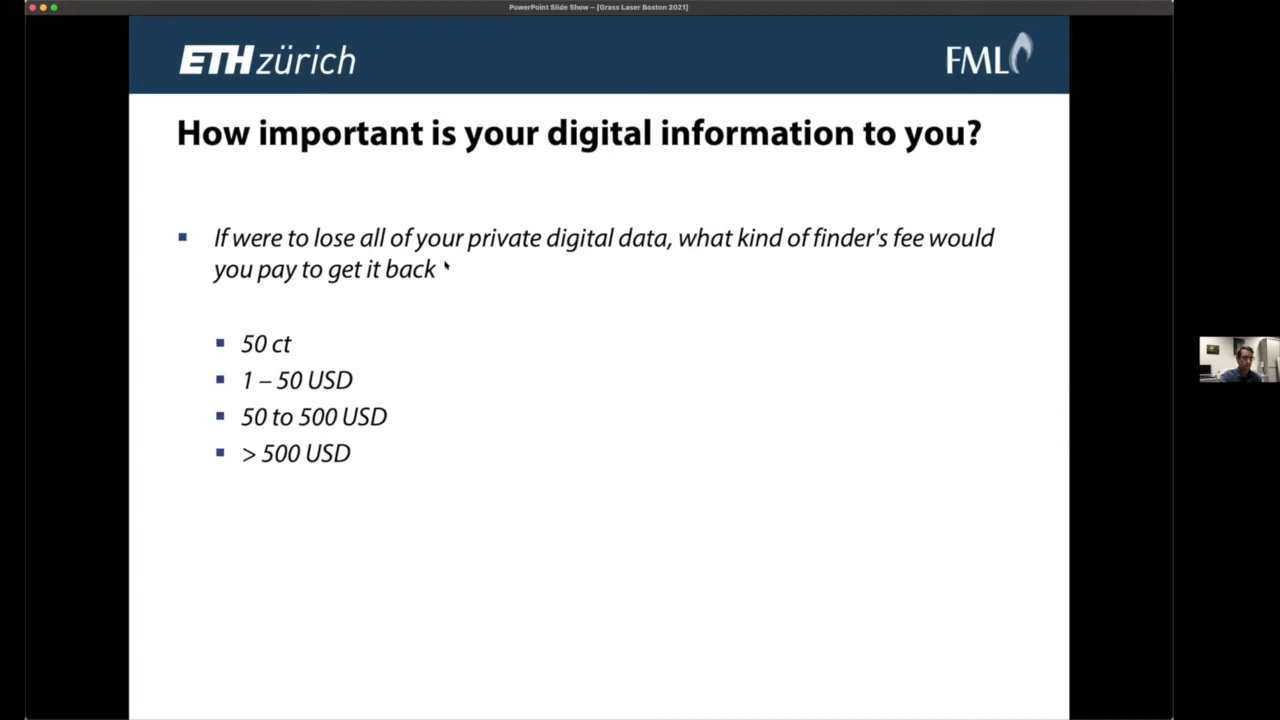 PowerPoint Slide Show – [Grass Laser Boston 2021]
ETH zürich
FML
How important is your digital information to you?
If were to lose all of your private digital data, what kind of finder's fee would
you pay to get it back
50 ct
1 – 50 USD
50 to 500 USD
> 500 USD